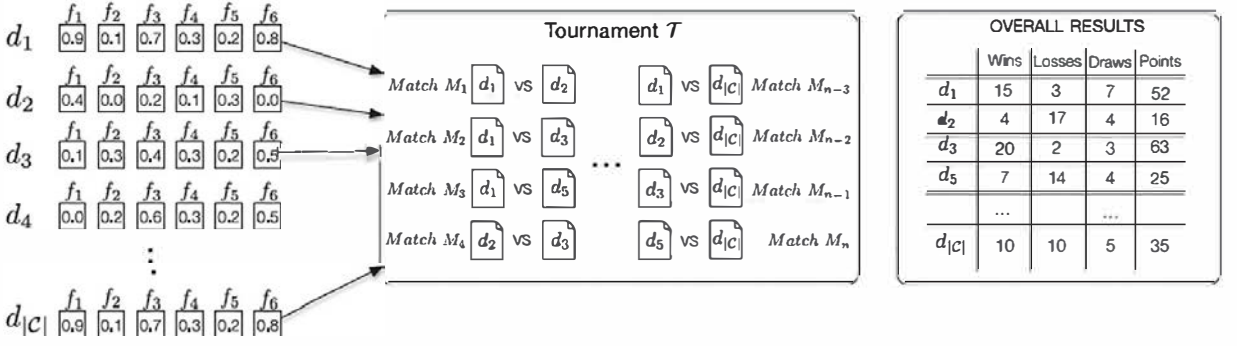 f₁ f₂ f₃ f₄ f₅ f₆
d₁ 0.9 0.1 0.7 0.3 0.2 0.8
f₁ f₂ f₃ f₄ f₅ f₆
d₂ 0.4 0.0 0.2 0.1 0.3 0.0
f₁ f₂ f₃ f₄ f₅ f₆
d₃ 0.1 0.3 0.4 0.3 0.2 0.5
f₁ f₂ f₃ f₄ f₅ f₆
d₄ 0.0 0.2 0.6 0.3 0.2 0.5
⋮
f₁ f₂ f₃ f₄ f₅ f₆
d|C| 0.9 0.1 0.7 0.3 0.2 0.8
Tournament 𝒯
Match M₁ d₁ VS d₂
Match M₂ d₁ VS d₃
Match M₃ d₁ VS d₅
Match M₄ d₂ VS d₃
...
d₁ VS d|C| Match Mₙ₋₃
d₂ VS d|C| Match Mₙ₋₂
d₃ VS d|C| Match Mₙ₋₁
d₅ VS d|C| Match Mₙ
OVERALL RESULTS
Wins Losses Draws Points
d₁ 15 3 7 52
d₂ 4 17 4 16
d₃ 20 2 3 63
d₅ 7 14 4 25
... ...
d|C| 10 10 5 35